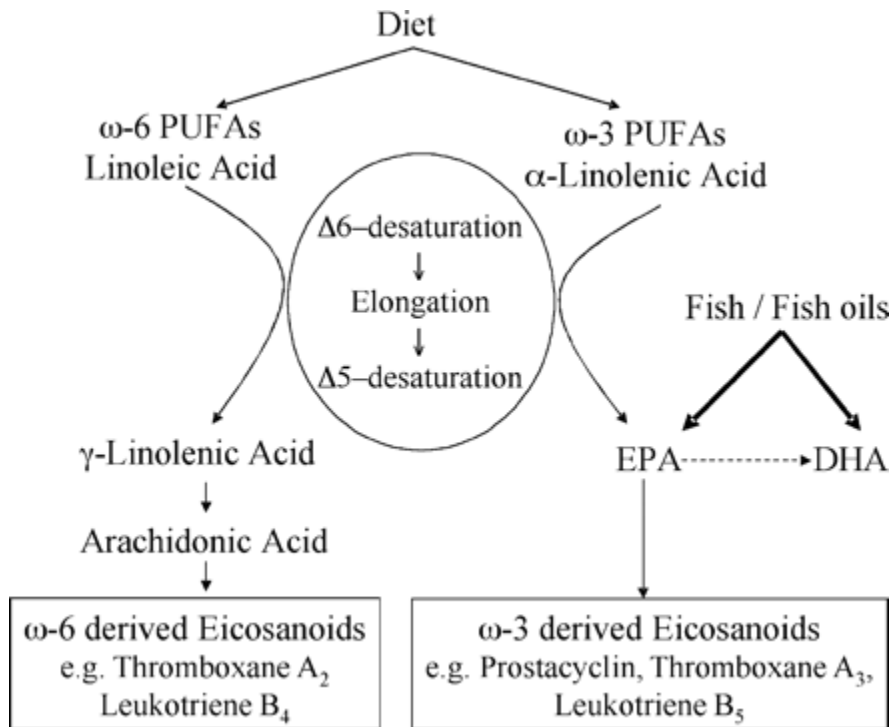 Diet
ω-6 PUFAs
Linoleic Acid
ω-3 PUFAs
α-Linolenic Acid
Δ6–desaturation
Elongation
Δ5–desaturation
Fish / Fish oils
γ-Linolenic Acid
EPA
DHA
Arachidonic Acid
ω-6 derived Eicosanoids
e.g. Thromboxane A₂
Leukotriene B₄
ω-3 derived Eicosanoids
e.g. Prostacyclin, Thromboxane A₃,
Leukotriene B₅